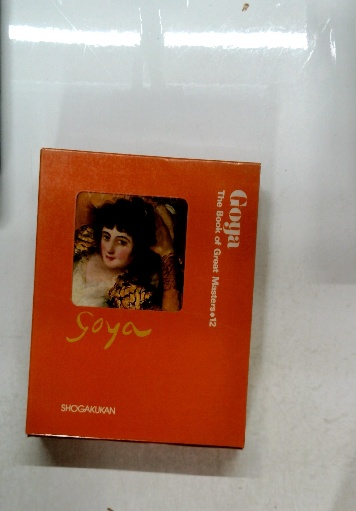 Goya
The Book of Great Masters◆12
Goya
SHOGAKUKAN